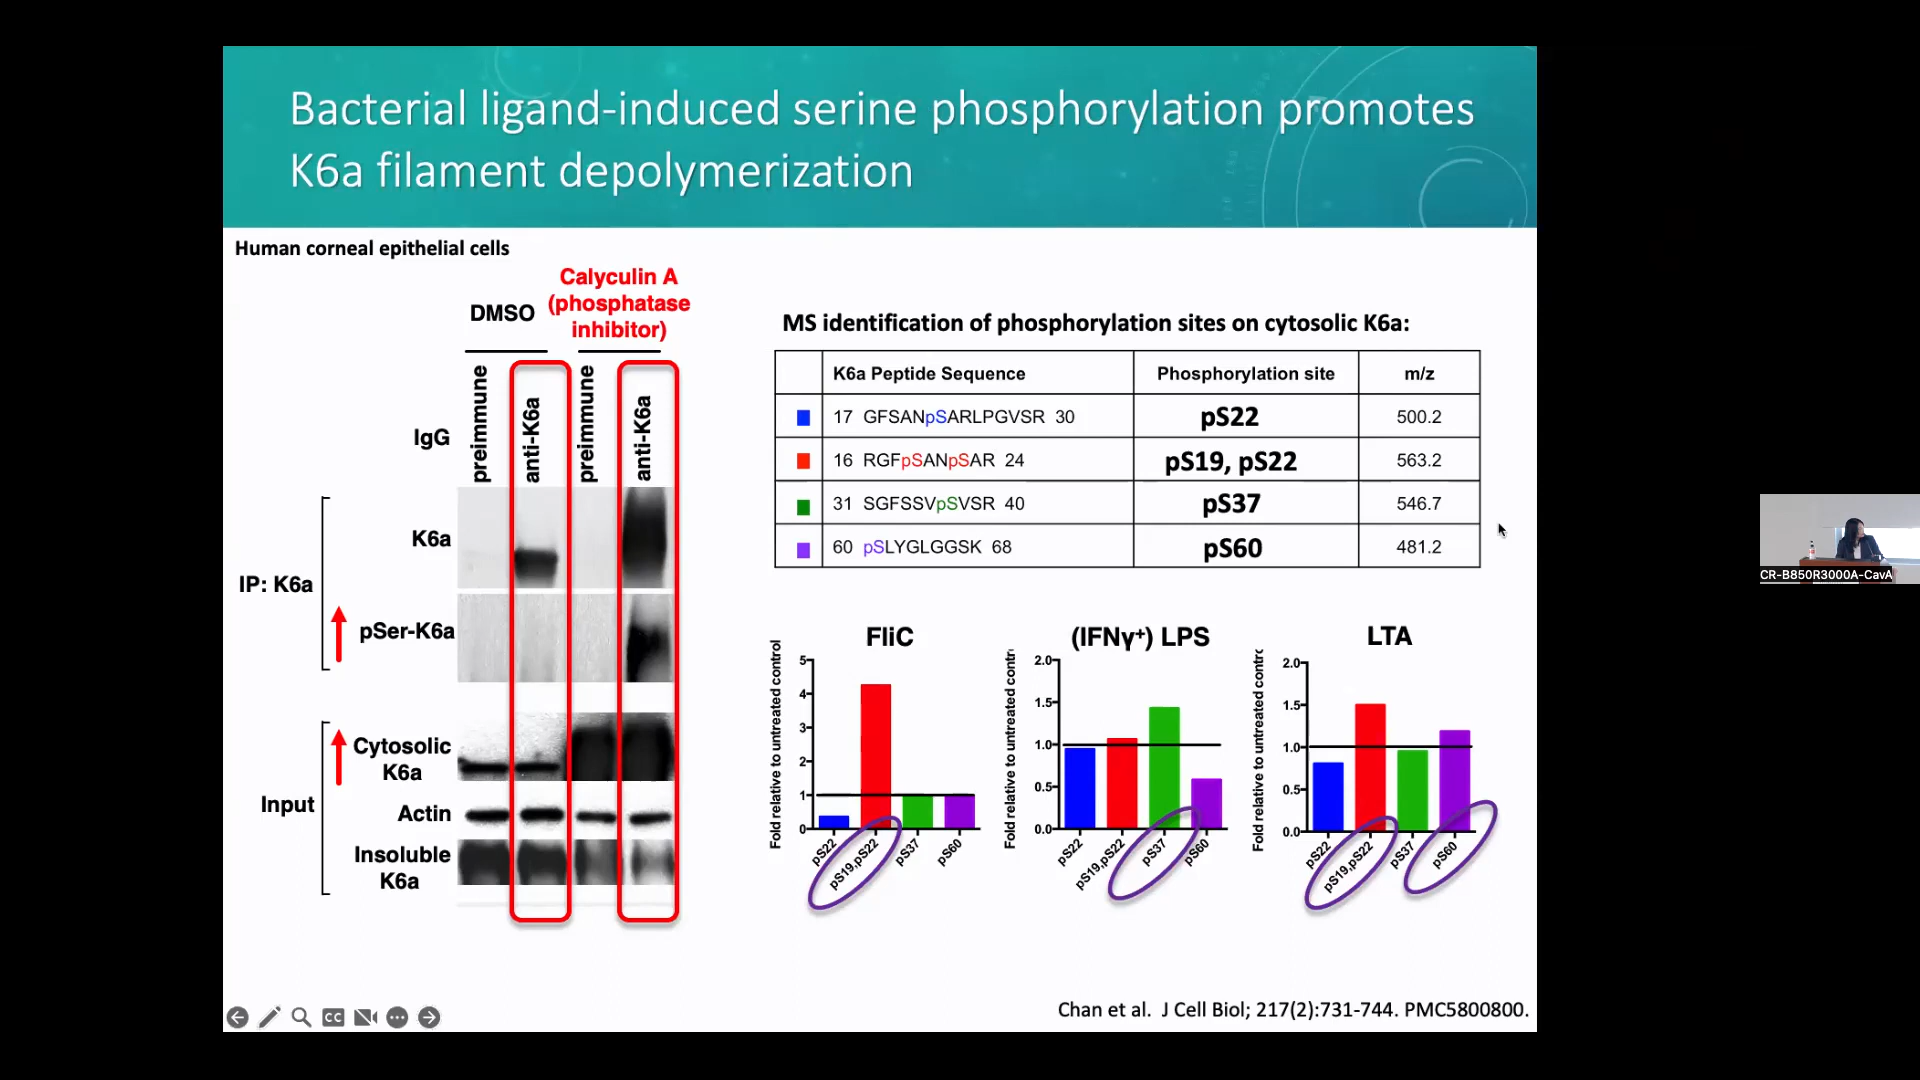 Bacterial ligand-induced serine phosphorylation promotes
K6a filament depolymerization
Human corneal epithelial cells
DMSO
Calyculin A
(phosphatase
inhibitor)
IgG
preimmune
anti-K6a
preimmune
anti-K6a
IP: K6a
K6a
pSer-K6a
Input
Cytosolic
K6a
Actin
Insoluble
K6a
MS identification of phosphorylation sites on cytosolic K6a:
K6a Peptide Sequence Phosphorylation site m/z
17 GFSANpSARLPGVSR 30 pS22 500.2
16 RGFpSANpSAR 24 pS19, pS22 563.2
31 SGFSSVpSVSR 40 pS37 546.7
60 pSLYGLGGSK 68 pS60 481.2
FliC
Fold relative to untreated control
5
4
3
2
1
0
pS22
pS19,pS22
pS37
pS60
(IFNγ⁺) LPS
Fold relative to untreated contr
2.0
1.5
1.0
0.5
0.0
pS22
pS19,pS22
pS37
pS60
LTA
Fold relative to untreated contrc
2.0
1.5
1.0
0.5
0.0
pS22
pS19,pS22
pS37
pS60
Chan et al. J Cell Biol; 217(2):731-744. PMC5800800.
CC
CR-B850R3000A-CavA